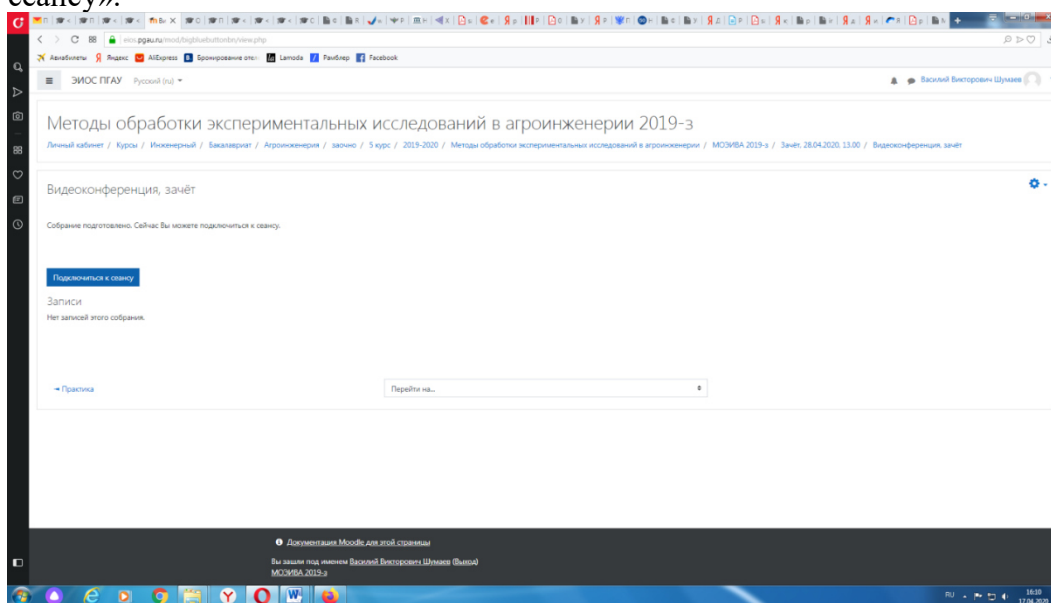 сеансу».
eios.pgau.ru/mod/bigbluebuttonbn/view.php
Авиабилеты Яндекс AliExpress Бронирование оте Lamoda Рамблер Facebook
ЭИОС ПГАУ Русский (ru) Василий Викторович Шумаев
Методы обработки экспериментальных исследований в агроинженерии 2019-з
Личный кабинет / Курсы / Инженерный / Бакалавриат / Агроинженерия / заочно / 5 курс / 2019-2020 / Методы обработки экспериментальных исследований в агроинженерии / МОЭИВА 2019-з / Зачёт, 28.04.2020, 13.00 / Видеоконференция, зачёт
Видеоконференция, зачёт
Собрание подготовлено. Сейчас Вы можете подключиться к сеансу.
Подключиться к сеансу
Записи
Нет записей этого собрания.
Практика Перейти на...
Документация Moodle для этой страницы
Вы зашли под именем Василий Викторович Шумаев (Выход)
МОЭИВА 2019-з
RU 16:10
17.04.2020